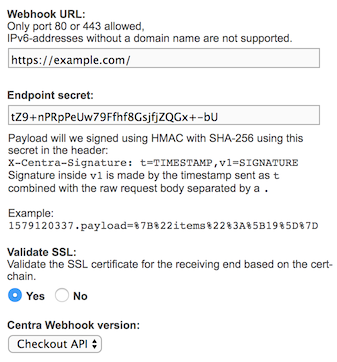 Webhook URL:
Only port 80 or 443 allowed,
IPv6-addresses without a domain name are not supported.
https://example.com/
Endpoint secret:
tZ9+nPRpPeUw79Ffhf8GsjfjZQGx+-bU
Payload will we signed using HMAC with SHA-256 using this
secret in the header:
X-Centra-Signature: t=TIMESTAMP,v1=SIGNATURE
Signature inside v1 is made by the timestamp sent as t
combined with the raw request body separated by a .
Example:
1579120337.payload=%7B%22items%22%3A%5B19%5D%7D
Validate SSL:
Validate the SSL certificate for the receiving end based on the cert-
chain.
Yes No
Centra Webhook version:
Checkout API